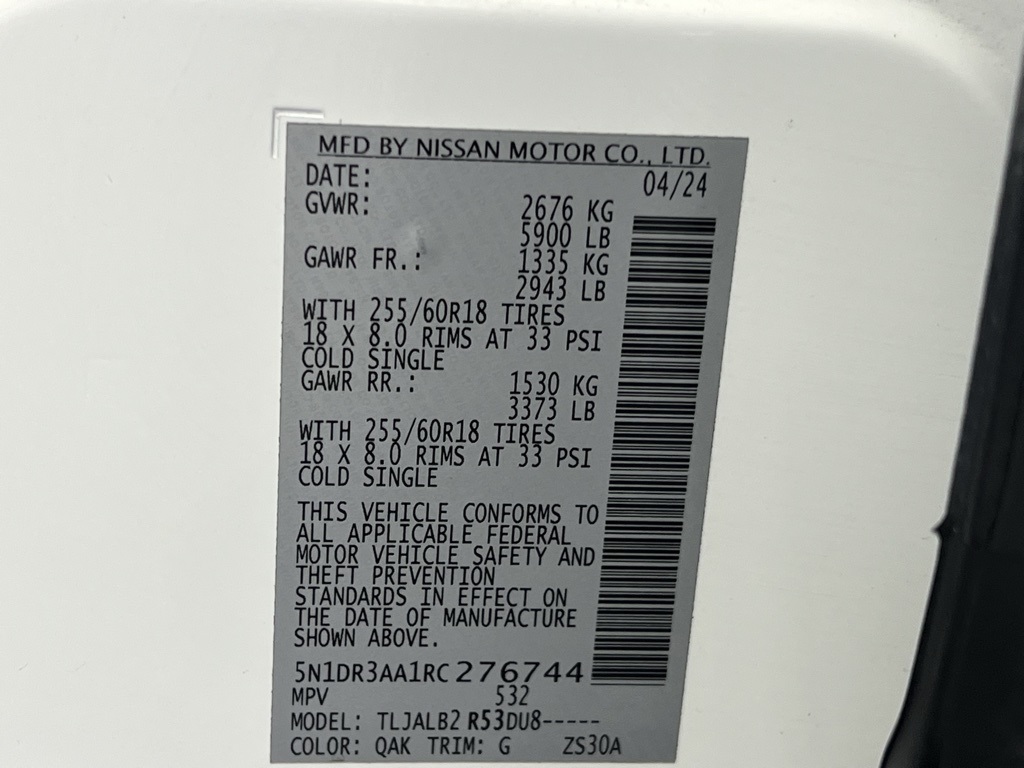 MFD BY NISSAN MOTOR CO., LTD.
DATE: 04/24
GVWR: 2676 KG
5900 LB
GAWR FR.: 1335 KG
2943 LB
WITH 255/60R18 TIRES
18 X 8.0 RIMS AT 33 PSI
COLD SINGLE
GAWR RR.: 1530 KG
3373 LB
WITH 255/60R18 TIRES
18 X 8.0 RIMS AT 33 PSI
COLD SINGLE
THIS VEHICLE CONFORMS TO
ALL APPLICABLE FEDERAL
MOTOR VEHICLE SAFETY AND
THEFT PREVENTION
STANDARDS IN EFFECT ON
THE DATE OF MANUFACTURE
SHOWN ABOVE.
5N1DR3AA1RC276744
MPV 532
MODEL: TLJALB2 R53DU8-----
COLOR: QAK TRIM: G ZS30A